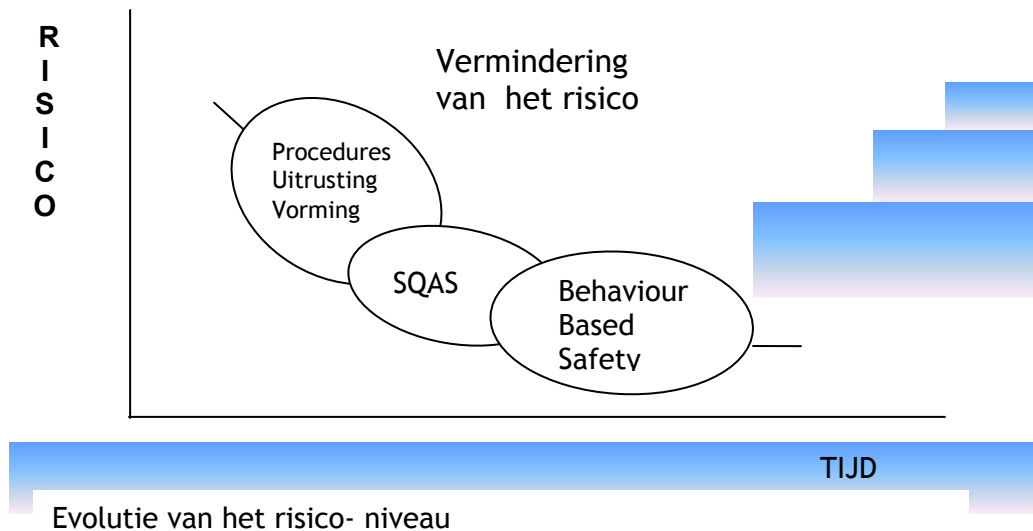 R
I
S
I
C
O
Vermindering
van het risico
Procedures
Uitrusting
Vorming
SQAS
Behaviour
Based
Safety
TIJD
Evolutie van het risico- niveau